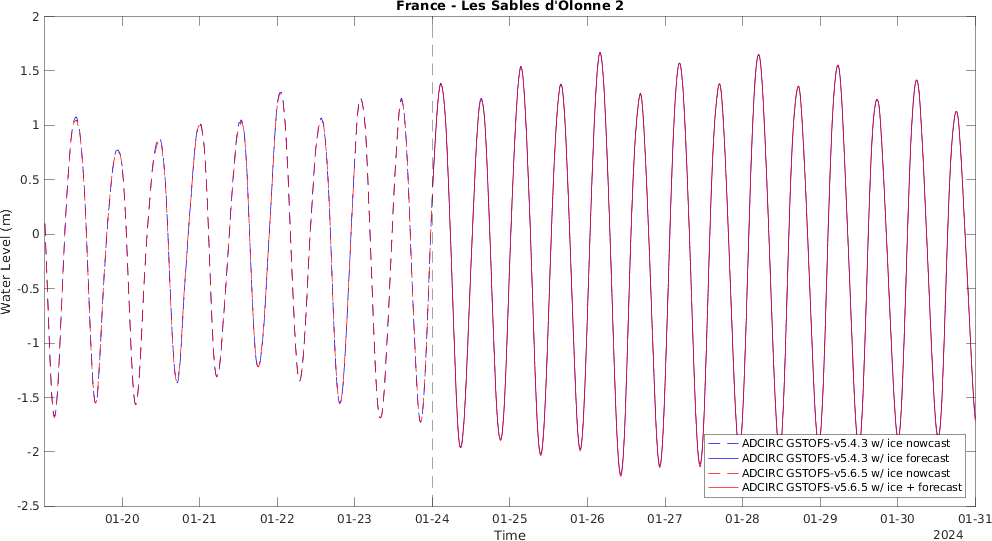 France - Les Sables d'Olonne 2
2
1.5
1
0.5
0
-0.5
-1
-1.5
-2
-2.5
Water Level (m)
ADCIRC GSTOFS-v5.4.3 w/ ice nowcast
ADCIRC GSTOFS-v5.4.3 w/ ice forecast
ADCIRC GSTOFS-v5.6.5 w/ ice nowcast
ADCIRC GSTOFS-v5.6.5 w/ ice + forecast
01-20 01-21 01-22 01-23 01-24 01-25 01-26 01-27 01-28 01-29 01-30 01-31
Time
2024